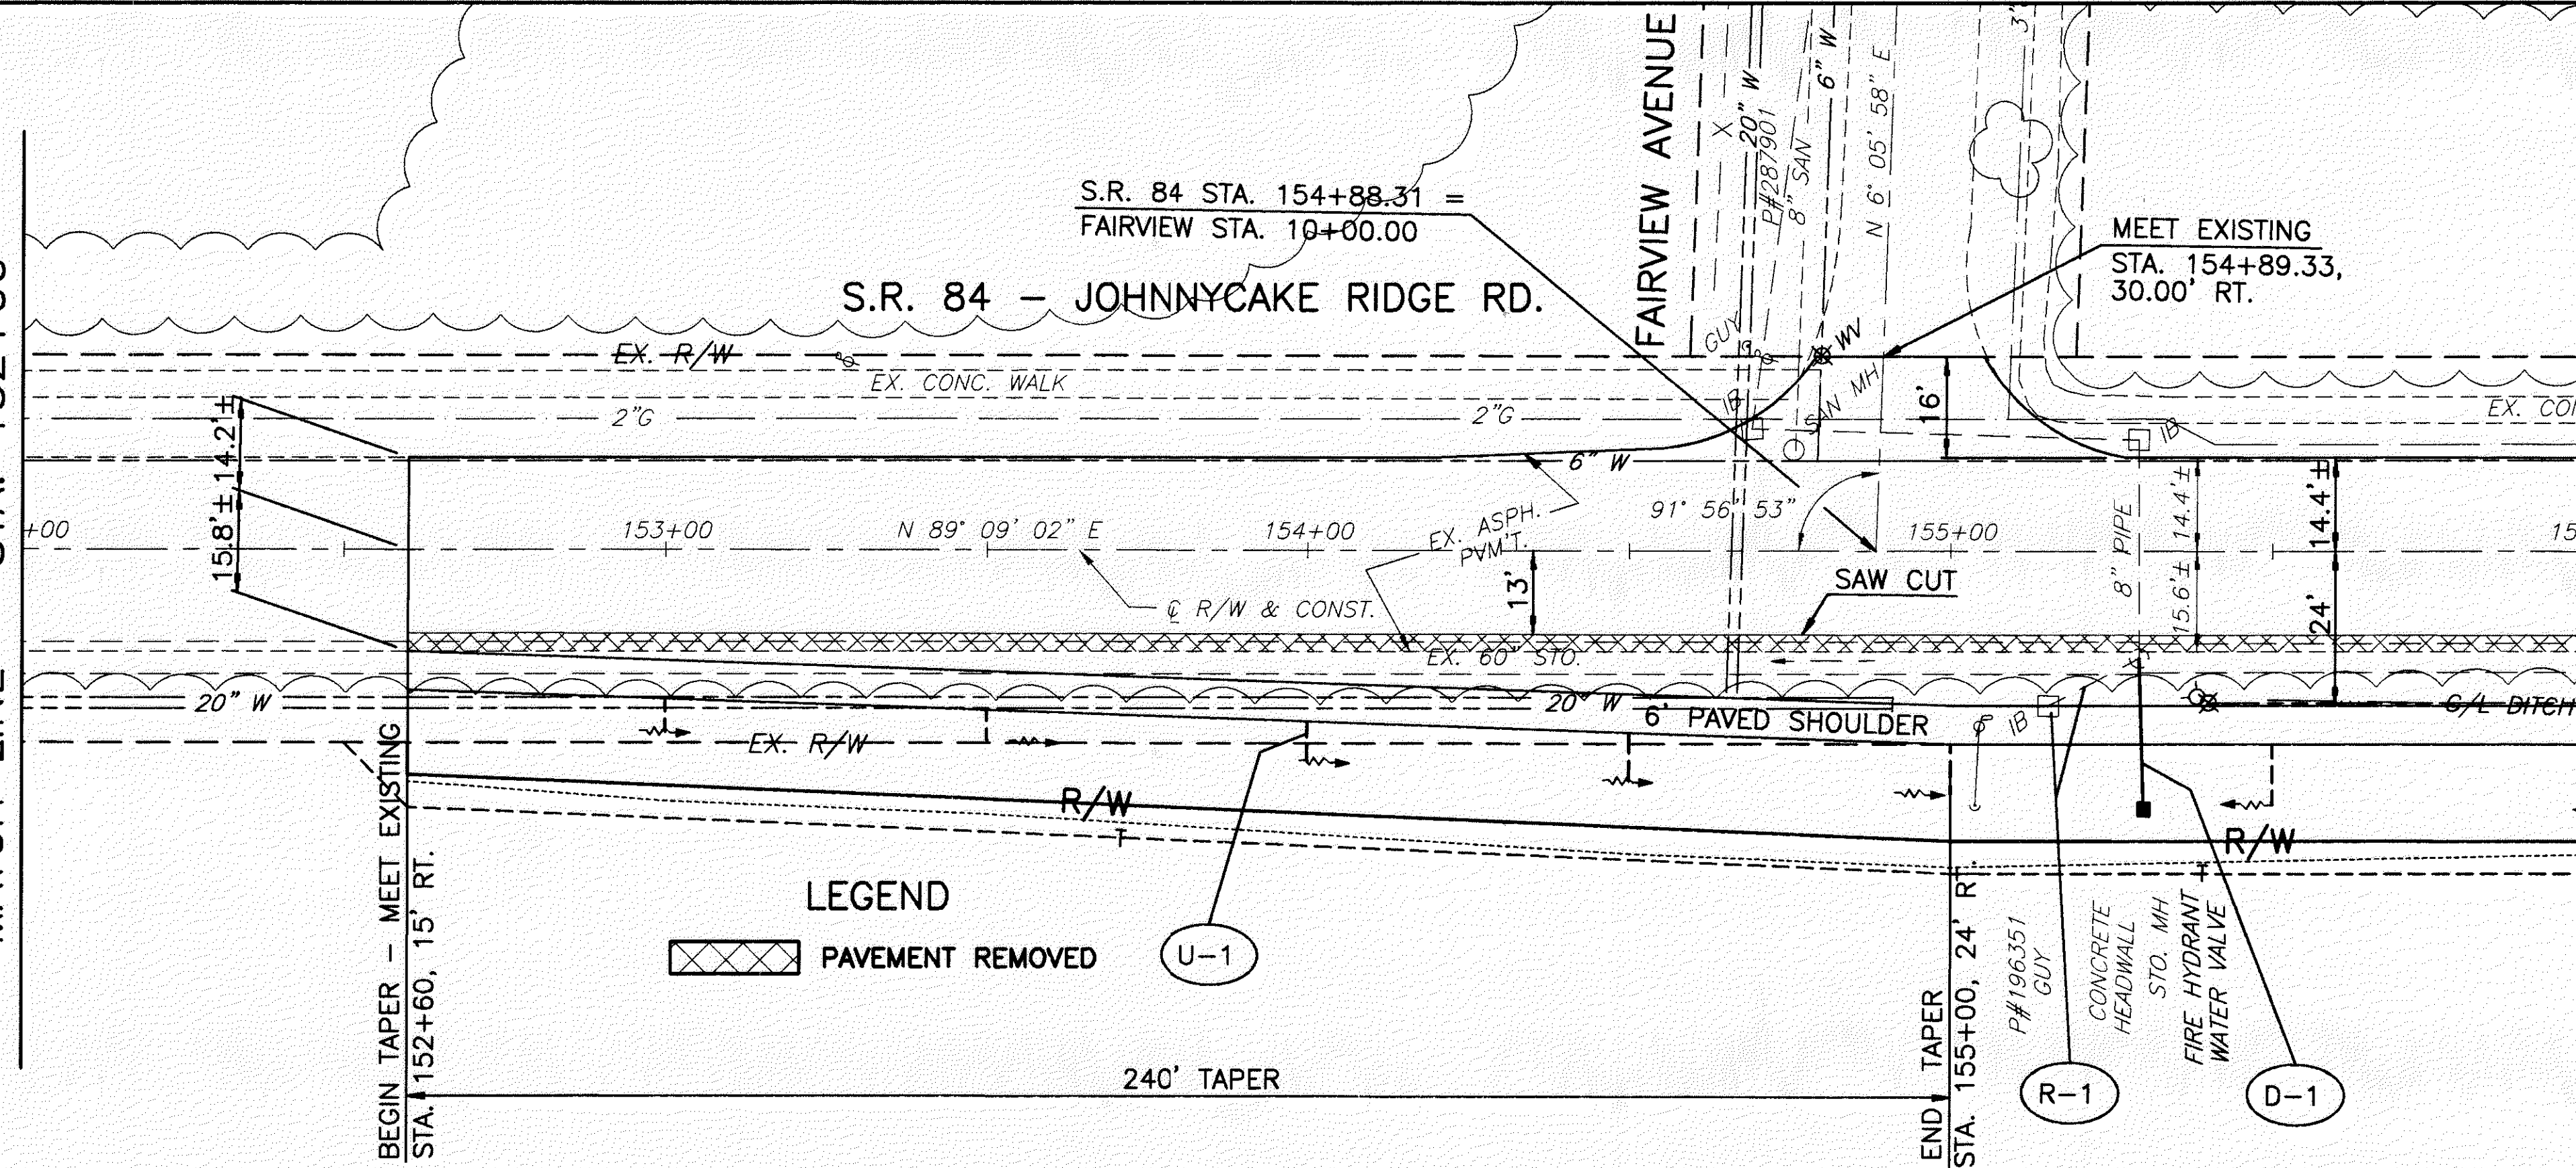 FAIRVIEW AVENUE
X
20" W
P#2887901
8" SAN
6" W
N 6° 05' 58" E
3"
S.R. 84 STA. 154+88.31 =
FAIRVIEW STA. 10+00.00
MEET EXISTING
STA. 154+89.33,
30.00' RT.
S.R. 84 - JOHNNYCAKE RIDGE RD.
EX. R/W
EX. CONC. WALK
2"G
2"G
GUY
WV
IB
SAN MH
16'
IB
14.2'±
15.8'±
6" W
+00
153+00
N 89° 09' 02" E
154+00
EX. ASPH.
PVM'T.
91° 56' 53"
155+00
8" PIPE
14.4'±
15.6'±
14.4'±
24'
℄ R/W & CONST.
13'
SAW CUT
EX. 60" STO.
20" W
20" W
6' PAVED SHOULDER
IB
C/L DITCH
EX. R/W
R/W
T
R/W
T
LEGEND
PAVEMENT REMOVED
U-1
BEGIN TAPER - MEET EXISTING
STA. 152+60, 15' RT.
240' TAPER
END TAPER
STA. 155+00, 24' RT.
P#196351
GUY
CONCRETE
HEADWALL
STO. MH
FIRE HYDRANT
WATER VALVE
R-1
D-1